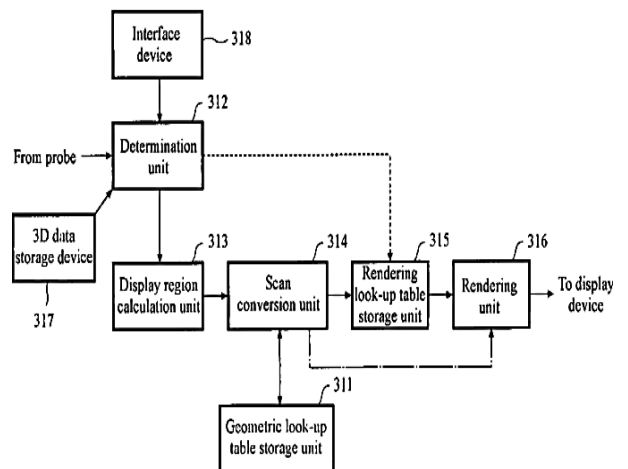 Interface
device
318
312
From probe
Determination
unit
3D data
storage device
317
313
Display region
calculation unit
314
Scan
conversion unit
315
Rendering
look-up table
storage unit
316
Rendering
unit
To display
device
311
Geometric look-up
table storage unit